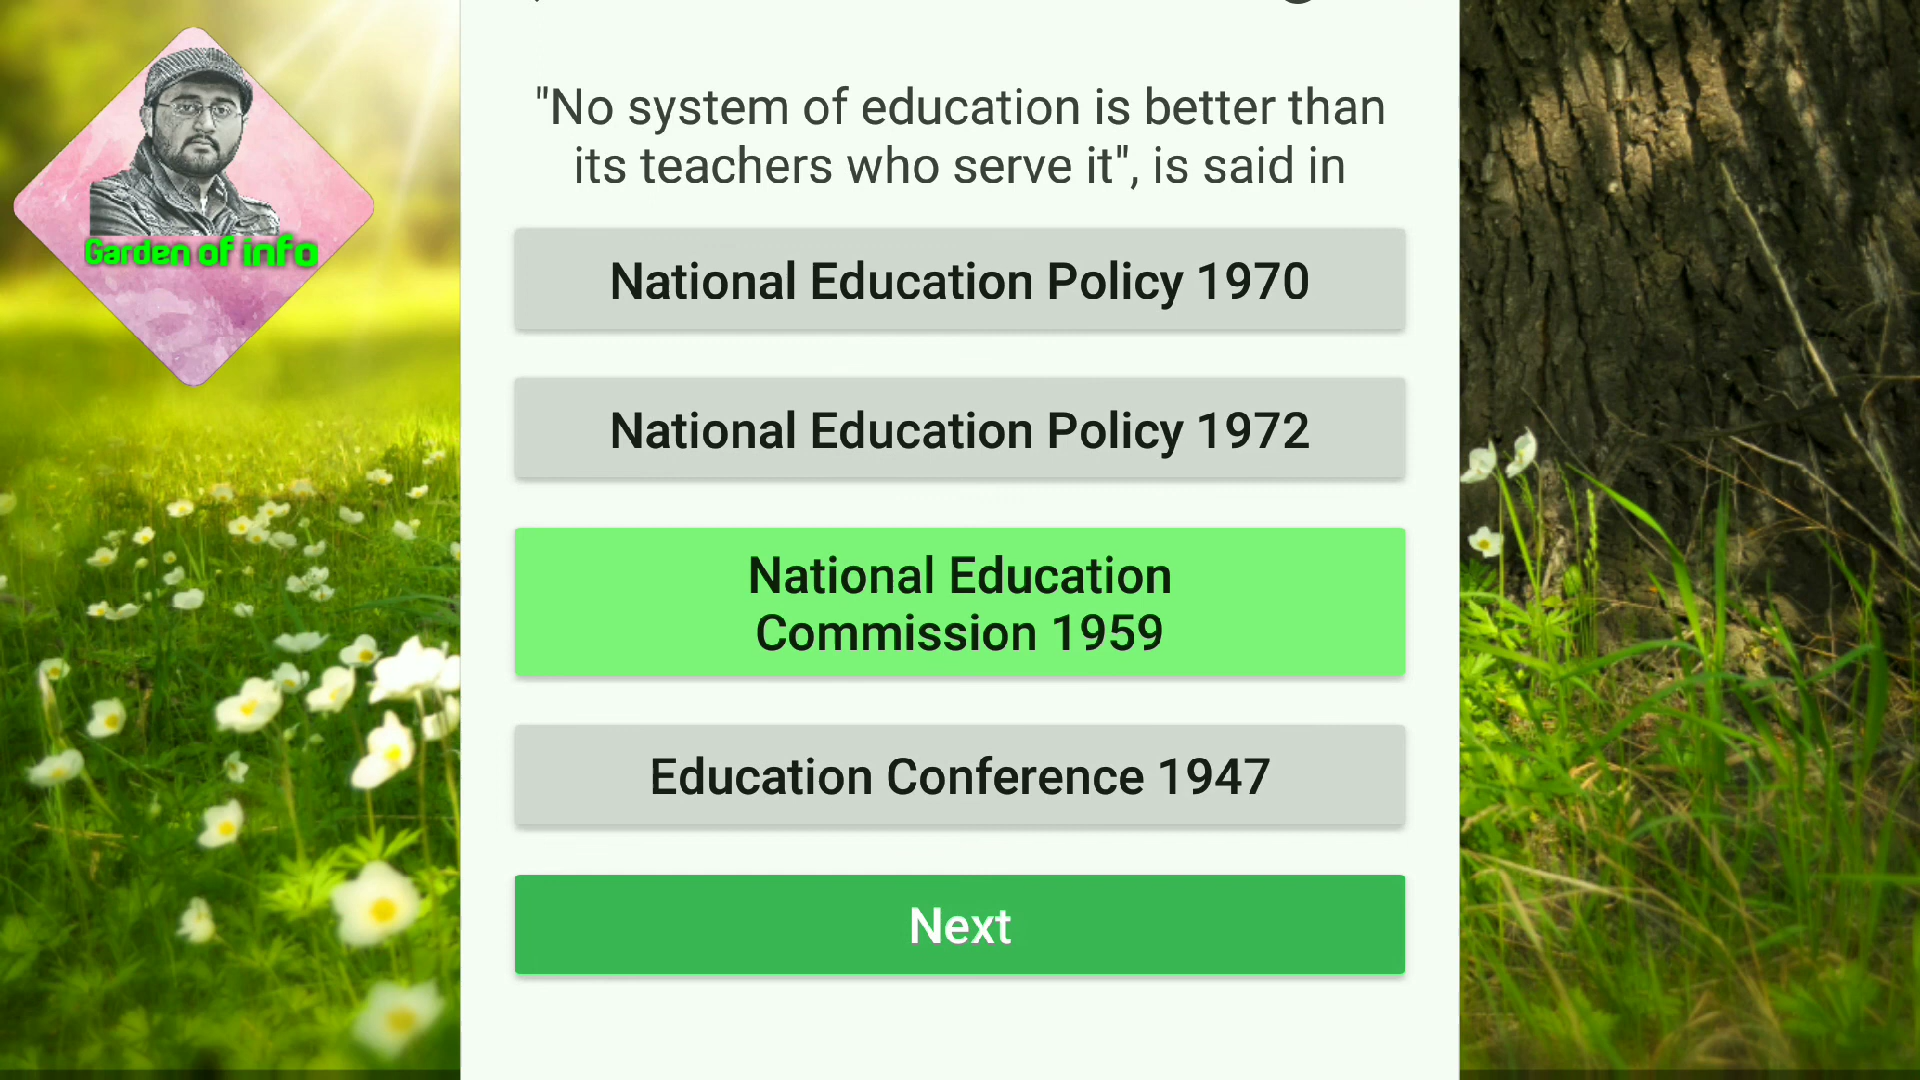 Garden of info
"No system of education is better than
its teachers who serve it", is said in
National Education Policy 1970
National Education Policy 1972
National Education
Commission 1959
Education Conference 1947
Next